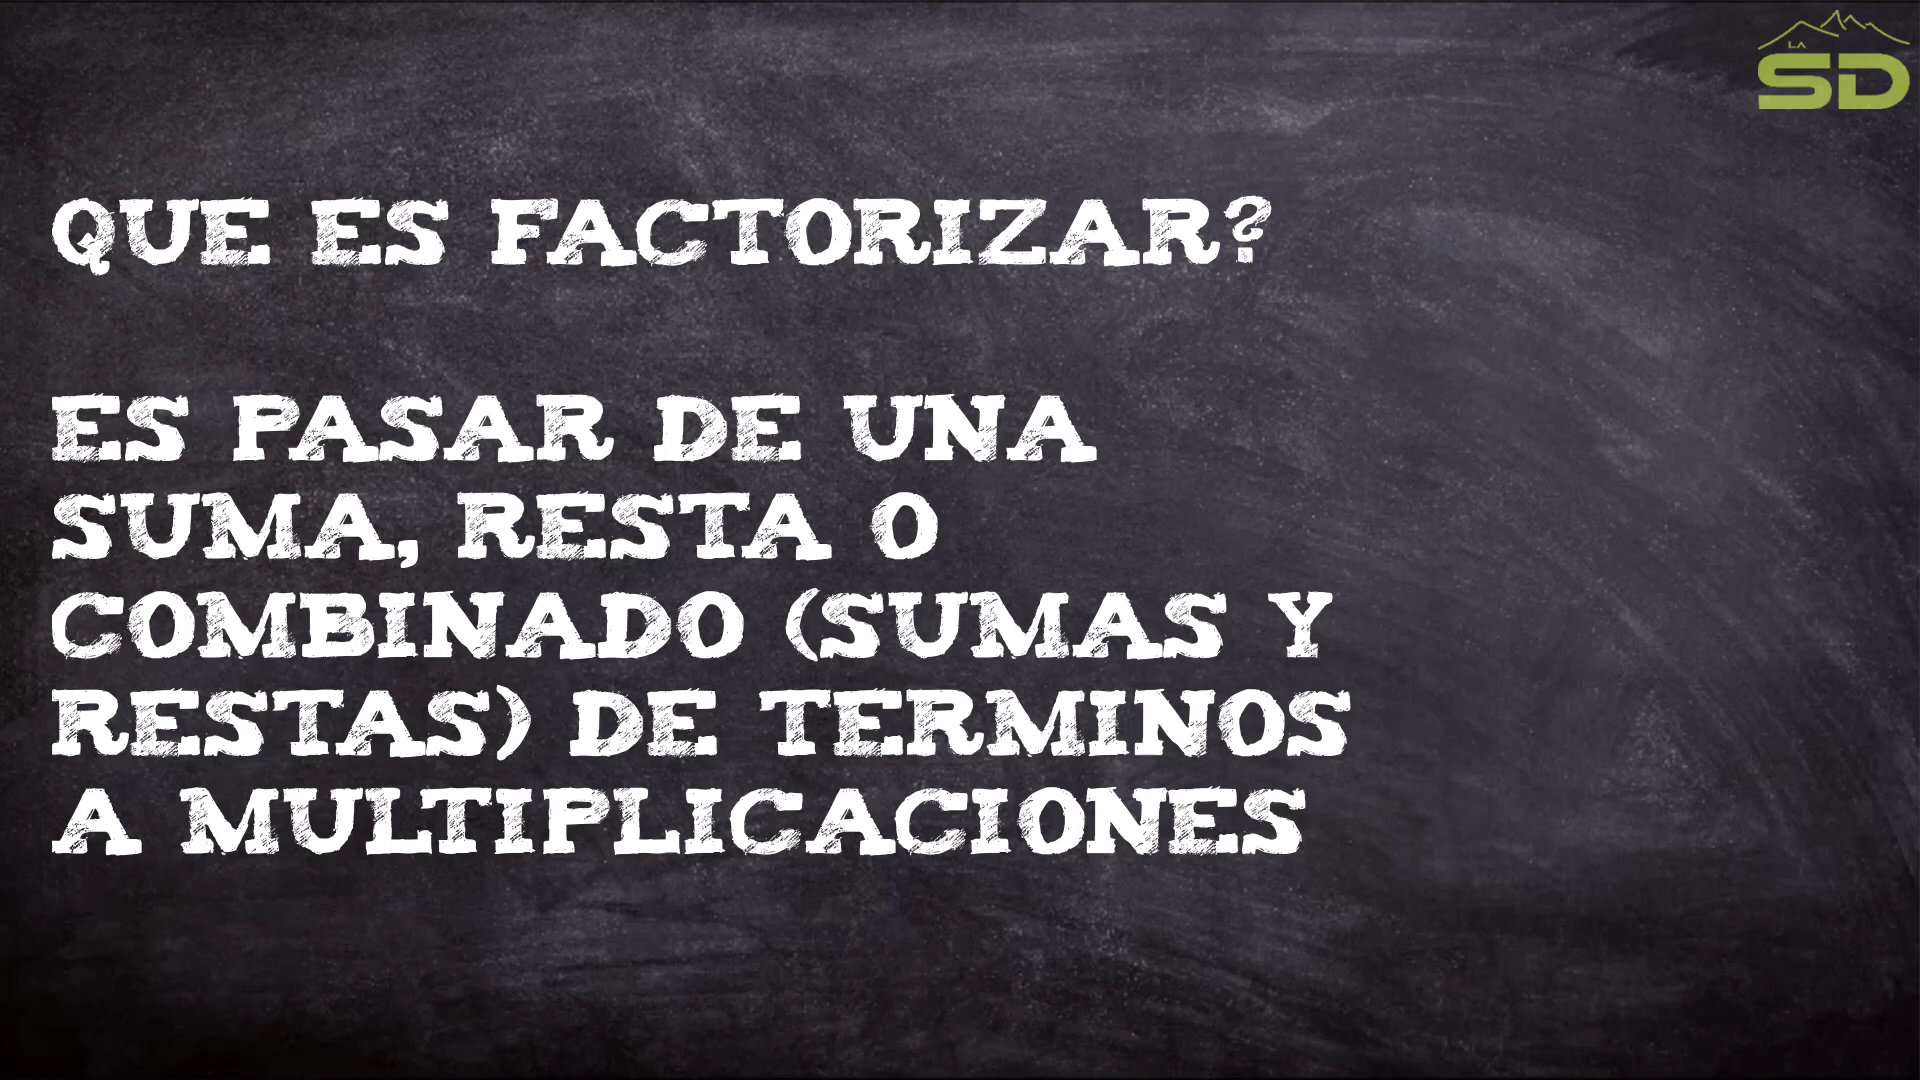 LA
SD
QUE ES FACTORIZAR?
ES PASAR DE UNA
SUMA, RESTA O
COMBINADO (SUMAS Y
RESTAS) DE TERMINOS
A MULTIPLICACIONES